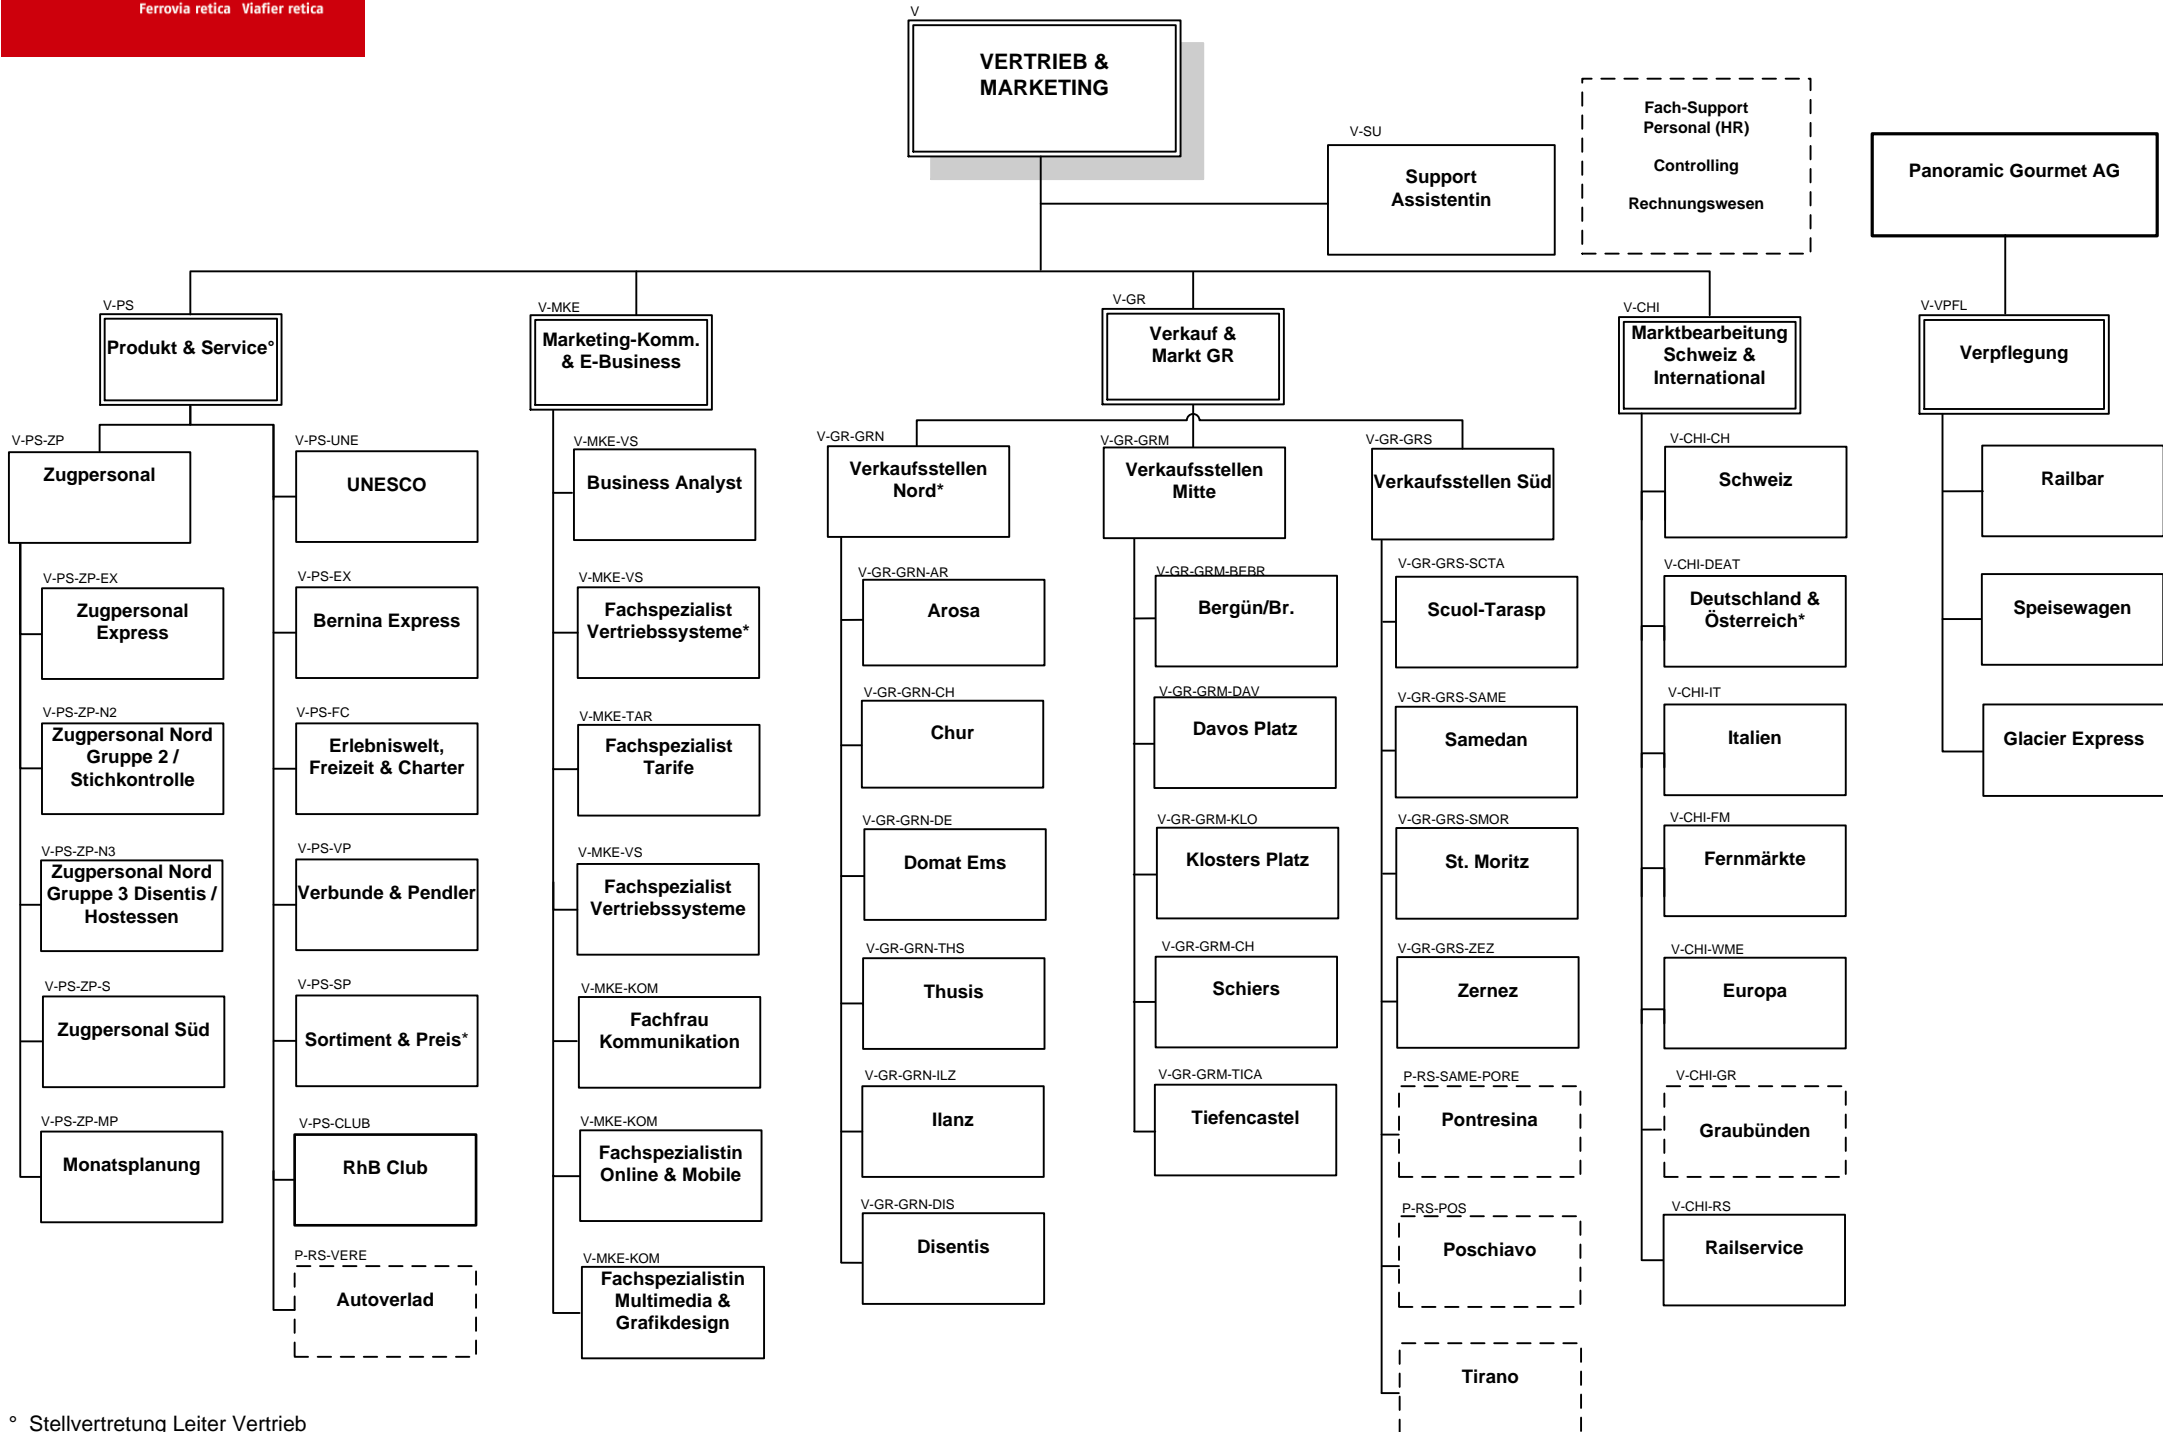 Ferrovia retica Viafier retica
V
VERTRIEB &
MARKETING
V-SU
Support
Assistentin
Fach-Support
Personal (HR)
Controlling
Rechnungswesen
Panoramic Gourmet AG
V-PS
Produkt & Service°
V-MKE
Marketing-Komm.
& E-Business
V-GR
Verkauf &
Markt GR
V-CHI
Marktbearbeitung
Schweiz &
International
V-VPFL
Verpflegung
V-PS-ZP
Zugpersonal
V-PS-ZP-EX
Zugpersonal
Express
V-PS-ZP-N2
Zugpersonal Nord
Gruppe 2 /
Stichkontrolle
V-PS-ZP-N3
Zugpersonal Nord
Gruppe 3 Disentis /
Hostessen
V-PS-ZP-S
Zugpersonal Süd
V-PS-ZP-MP
Monatsplanung
V-PS-UNE
UNESCO
V-PS-EX
Bernina Express
V-PS-FC
Erlebniswelt,
Freizeit & Charter
V-PS-VP
Verbunde & Pendler
V-PS-SP
Sortiment & Preis*
V-PS-CLUB
RhB Club
P-RS-VERE
Autoverlad
V-MKE-VS
Business Analyst
V-MKE-VS
Fachspezialist
Vertriebssysteme*
V-MKE-TAR
Fachspezialist
Tarife
V-MKE-VS
Fachspezialist
Vertriebssysteme
V-MKE-KOM
Fachfrau
Kommunikation
V-MKE-KOM
Fachspezialistin
Online & Mobile
V-MKE-KOM
Fachspezialistin
Multimedia &
Grafikdesign
V-GR-GRN
Verkaufsstellen
Nord*
V-GR-GRN-AR
Arosa
V-GR-GRN-CH
Chur
V-GR-GRN-DE
Domat Ems
V-GR-GRN-THS
Thusis
V-GR-GRN-ILZ
Ilanz
V-GR-GRN-DIS
Disentis
V-GR-GRM
Verkaufsstellen
Mitte
V-GR-GRM-BEBR
Bergün/Br.
V-GR-GRM-DAV
Davos Platz
V-GR-GRM-KLO
Klosters Platz
V-GR-GRM-CH
Schiers
V-GR-GRM-TICA
Tiefencastel
V-GR-GRS
Verkaufsstellen Süd
V-GR-GRS-SCTA
Scuol-Tarasp
V-GR-GRS-SAME
Samedan
V-GR-GRS-SMOR
St. Moritz
V-GR-GRS-ZEZ
Zernez
P-RS-SAME-PORE
Pontresina
P-RS-POS
Poschiavo
Tirano
V-CHI-CH
Schweiz
V-CHI-DEAT
Deutschland &
Österreich*
V-CHI-IT
Italien
V-CHI-FM
Fernmärkte
V-CHI-WME
Europa
V-CHI-GR
Graubünden
V-CHI-RS
Railservice
Railbar
Speisewagen
Glacier Express
° Stellvertretung Leiter Vertrieb